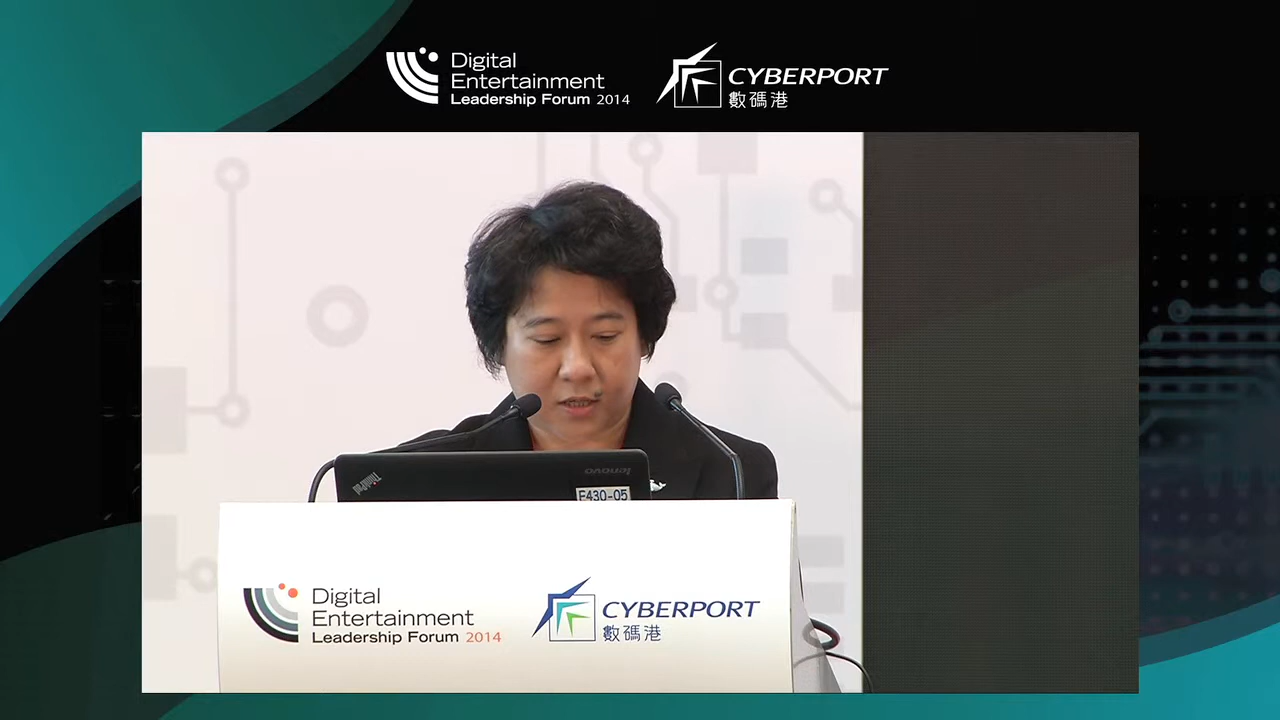 Digital
Entertainment
Leadership Forum 2014
CYBERPORT
數碼港
lenovo
ThinkPad
E430-05
Digital
Entertainment
Leadership Forum 2014
CYBERPORT
數碼港